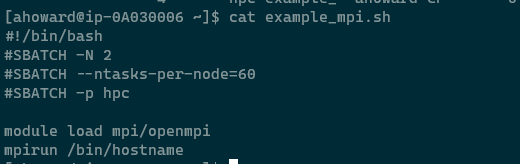 [ahoward@ip-0A030006 ~]$ cat example_mpi.sh
#!/bin/bash
#SBATCH -N 2
#SBATCH --ntasks-per-node=60
#SBATCH -p hpc
module load mpi/openmpi
mpirun /bin/hostname